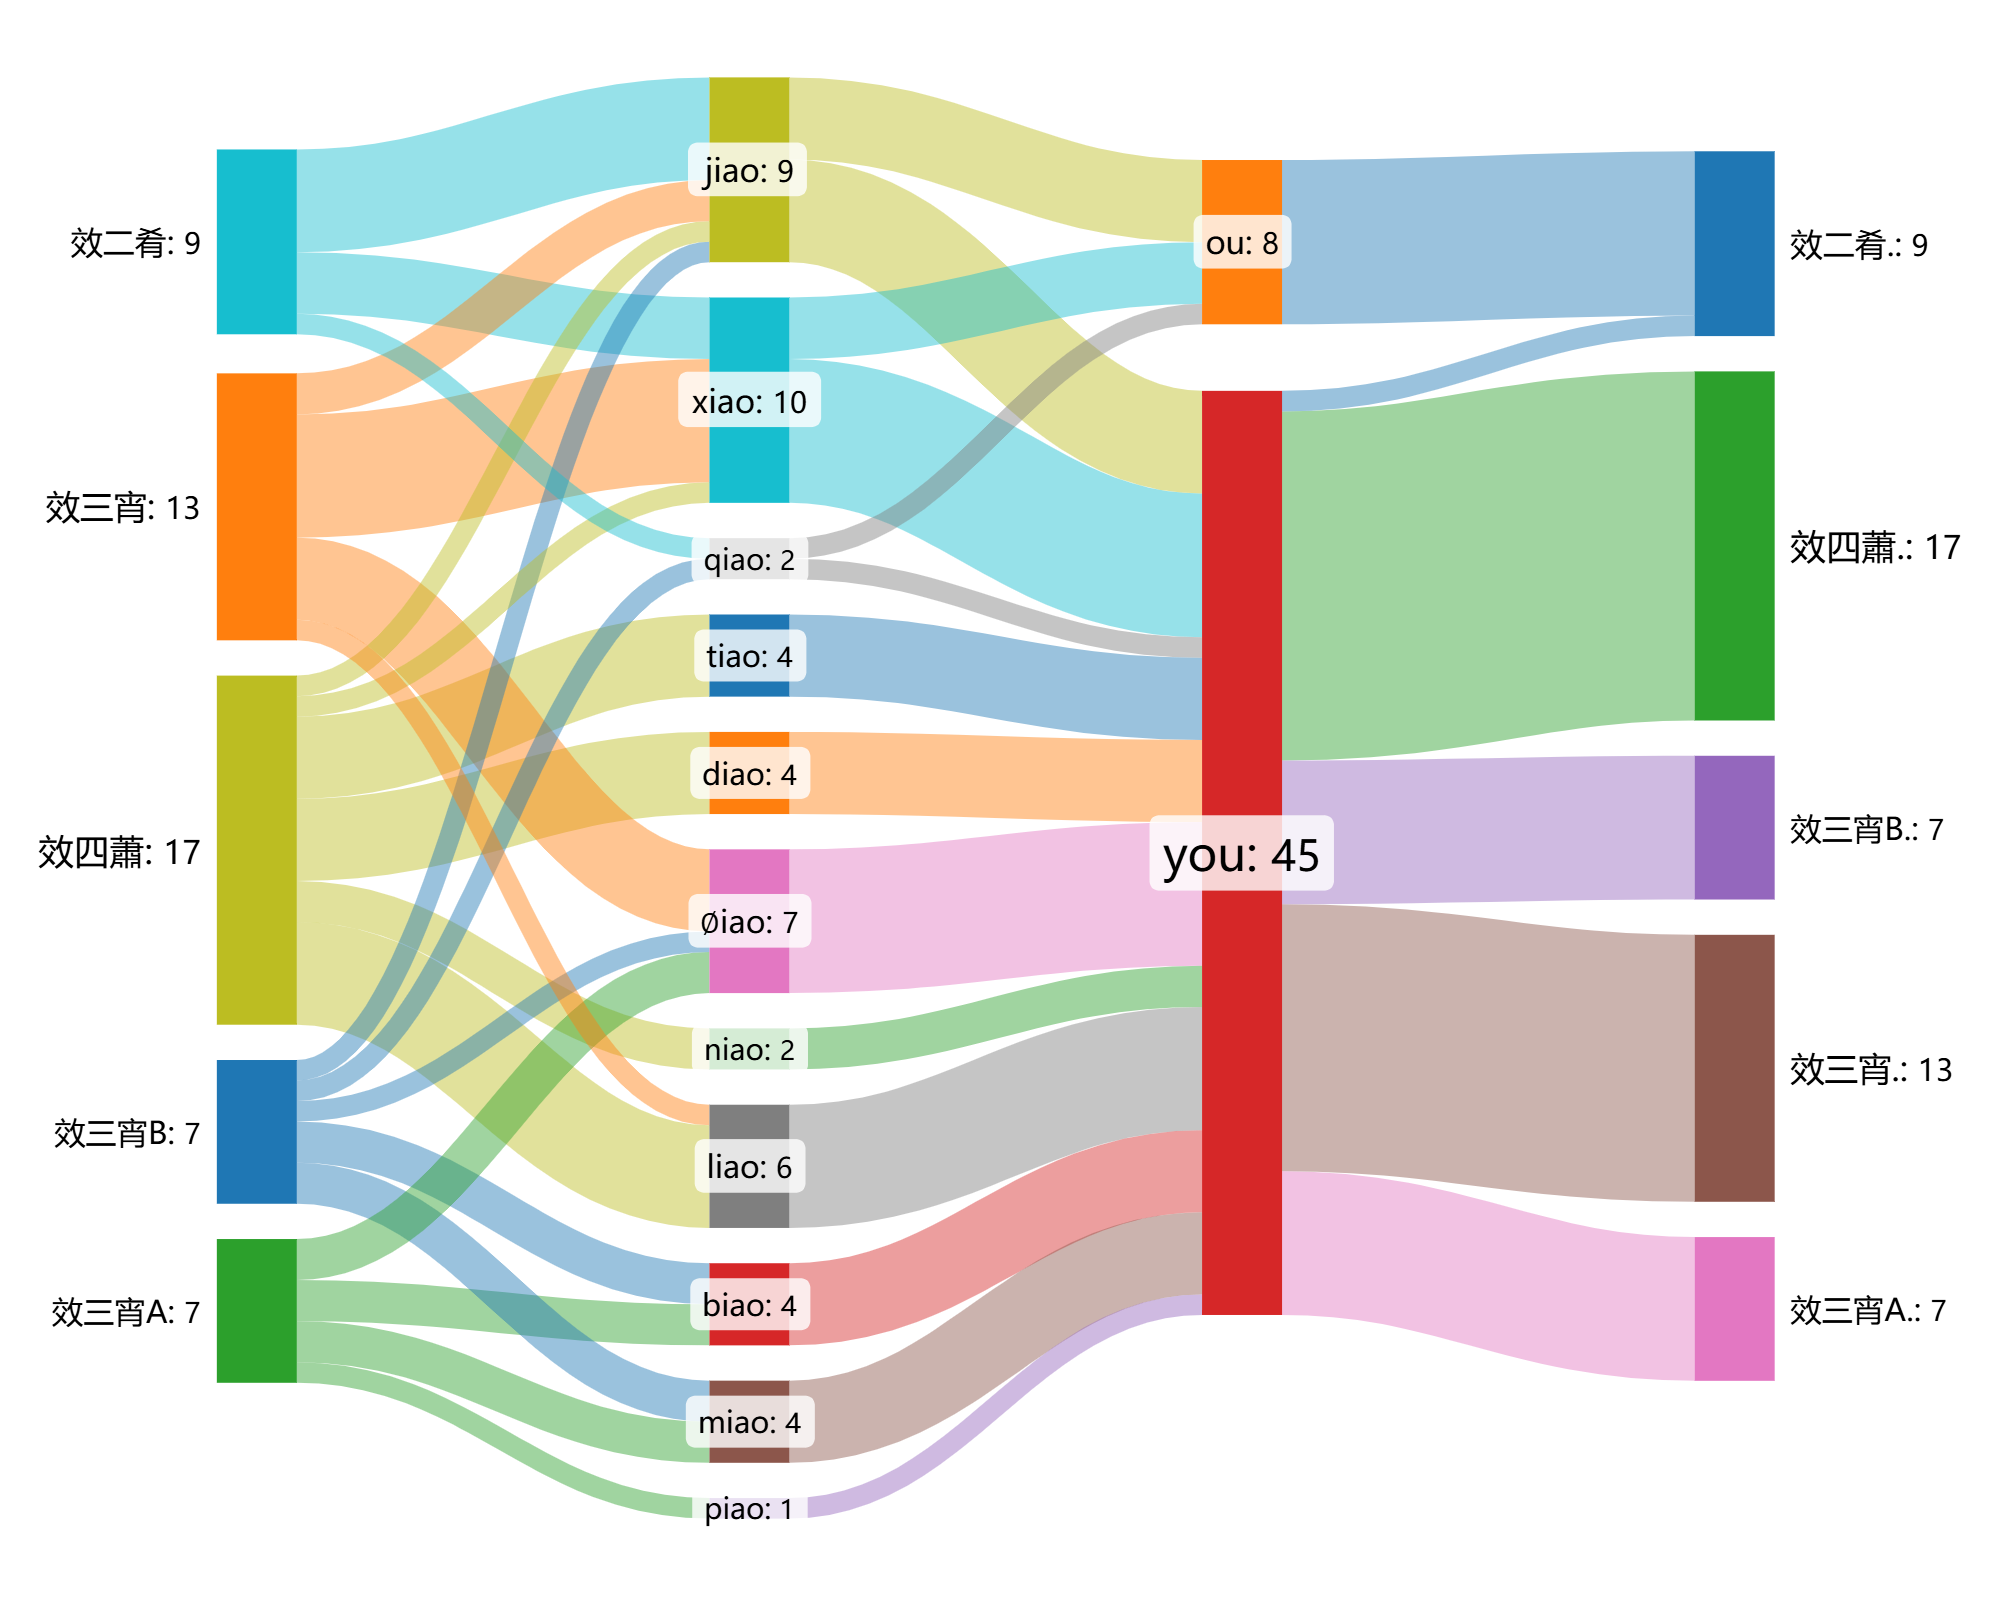 效二肴: 9
效三宵: 13
效四蕭: 17
效三宵B: 7
效三宵A: 7
jiao: 9
xiao: 10
qiao: 2
tiao: 4
diao: 4
∅iao: 7
niao: 2
liao: 6
biao: 4
miao: 4
piao: 1
ou: 8
you: 45
效二肴.: 9
效四蕭.: 17
效三宵B.: 7
效三宵.: 13
效三宵A.: 7